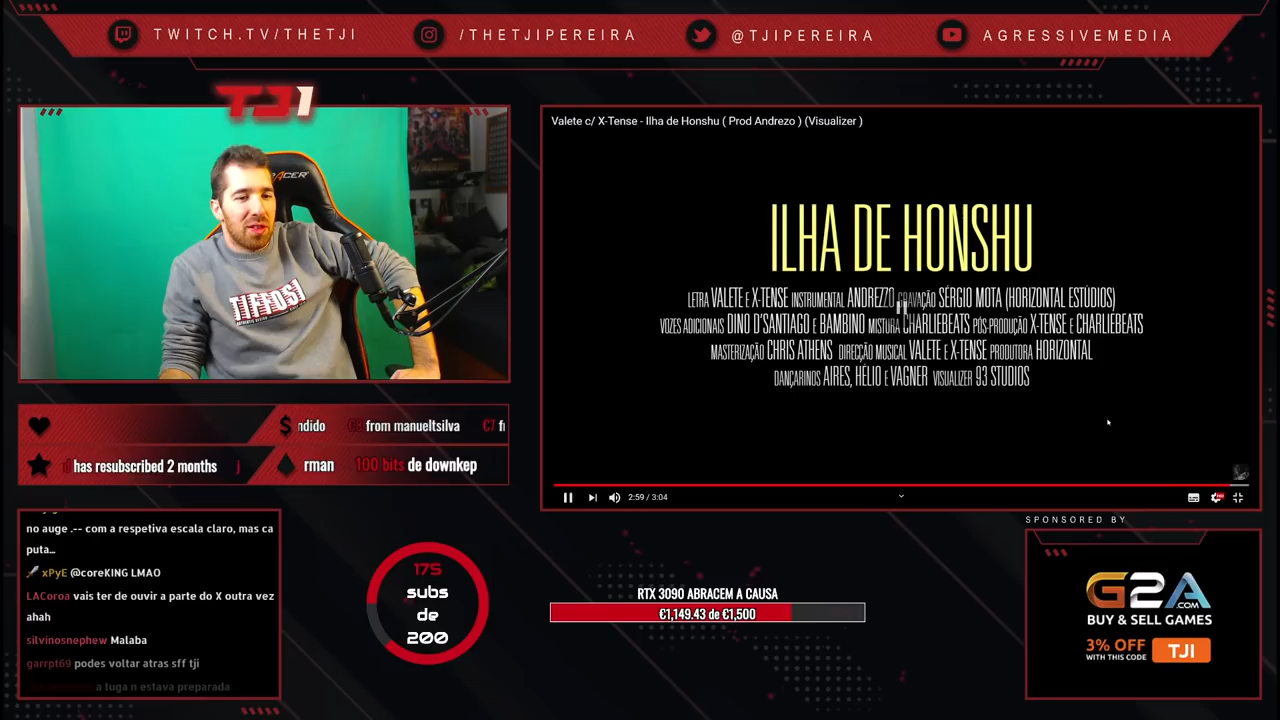 TWITCH.TV/THETJI
/THETJIPEREIRA
@TJIPEREIRA
AGRESSIVEMEDIA
TJ1
ACER
TIFFOSI
Valete c/ X-Tense - Ilha de Honshu ( Prod Andrezo ) (Visualizer )
ILHA DE HONSHU
LETRA VALETE E X-TENSE INSTRUMENTAL ANDREZZO GRAVAÇÃO SÉRGIO MOTA (HORIZONTAL ESTÚDIOS)
VOZES ADICIONAIS DINO D'SANTIAGO E BAMBINO MISTURA CHARLIEBEATS PÓS-PRODUÇÃO X-TENSE E CHARLIEBEATS
MASTERIZAÇÃO CHRIS ATHENS DIRECÇÃO MUSICAL VALETE E X-TENSE PRODUTORA HORIZONTAL
DANÇARINOS AIRES, HÉLIO E VAGNER VISUALIZER 93 STUDIOS
2:59 / 3:04
ndido €8 from manueltsilva €7 f
has resubscribed 2 months j
rman 100 bits de downkep
no auge .-- com a respetiva escala claro, mas ca
puta...
xPyE @coreKING LMAO
LACoroa vais ter de ouvir a parte do X outra vez
ahah
silvinosnephew Malaba
garrpt69 podes voltar atras sff tji
a tuga n estava preparada
175
subs
de
200
RTX 3090 ABRACEM A CAUSA
€1,149.43 de €1,500
SPONSORED BY
G2A
.COM
BUY & SELL GAMES
3% OFF
WITH THIS CODE
TJI